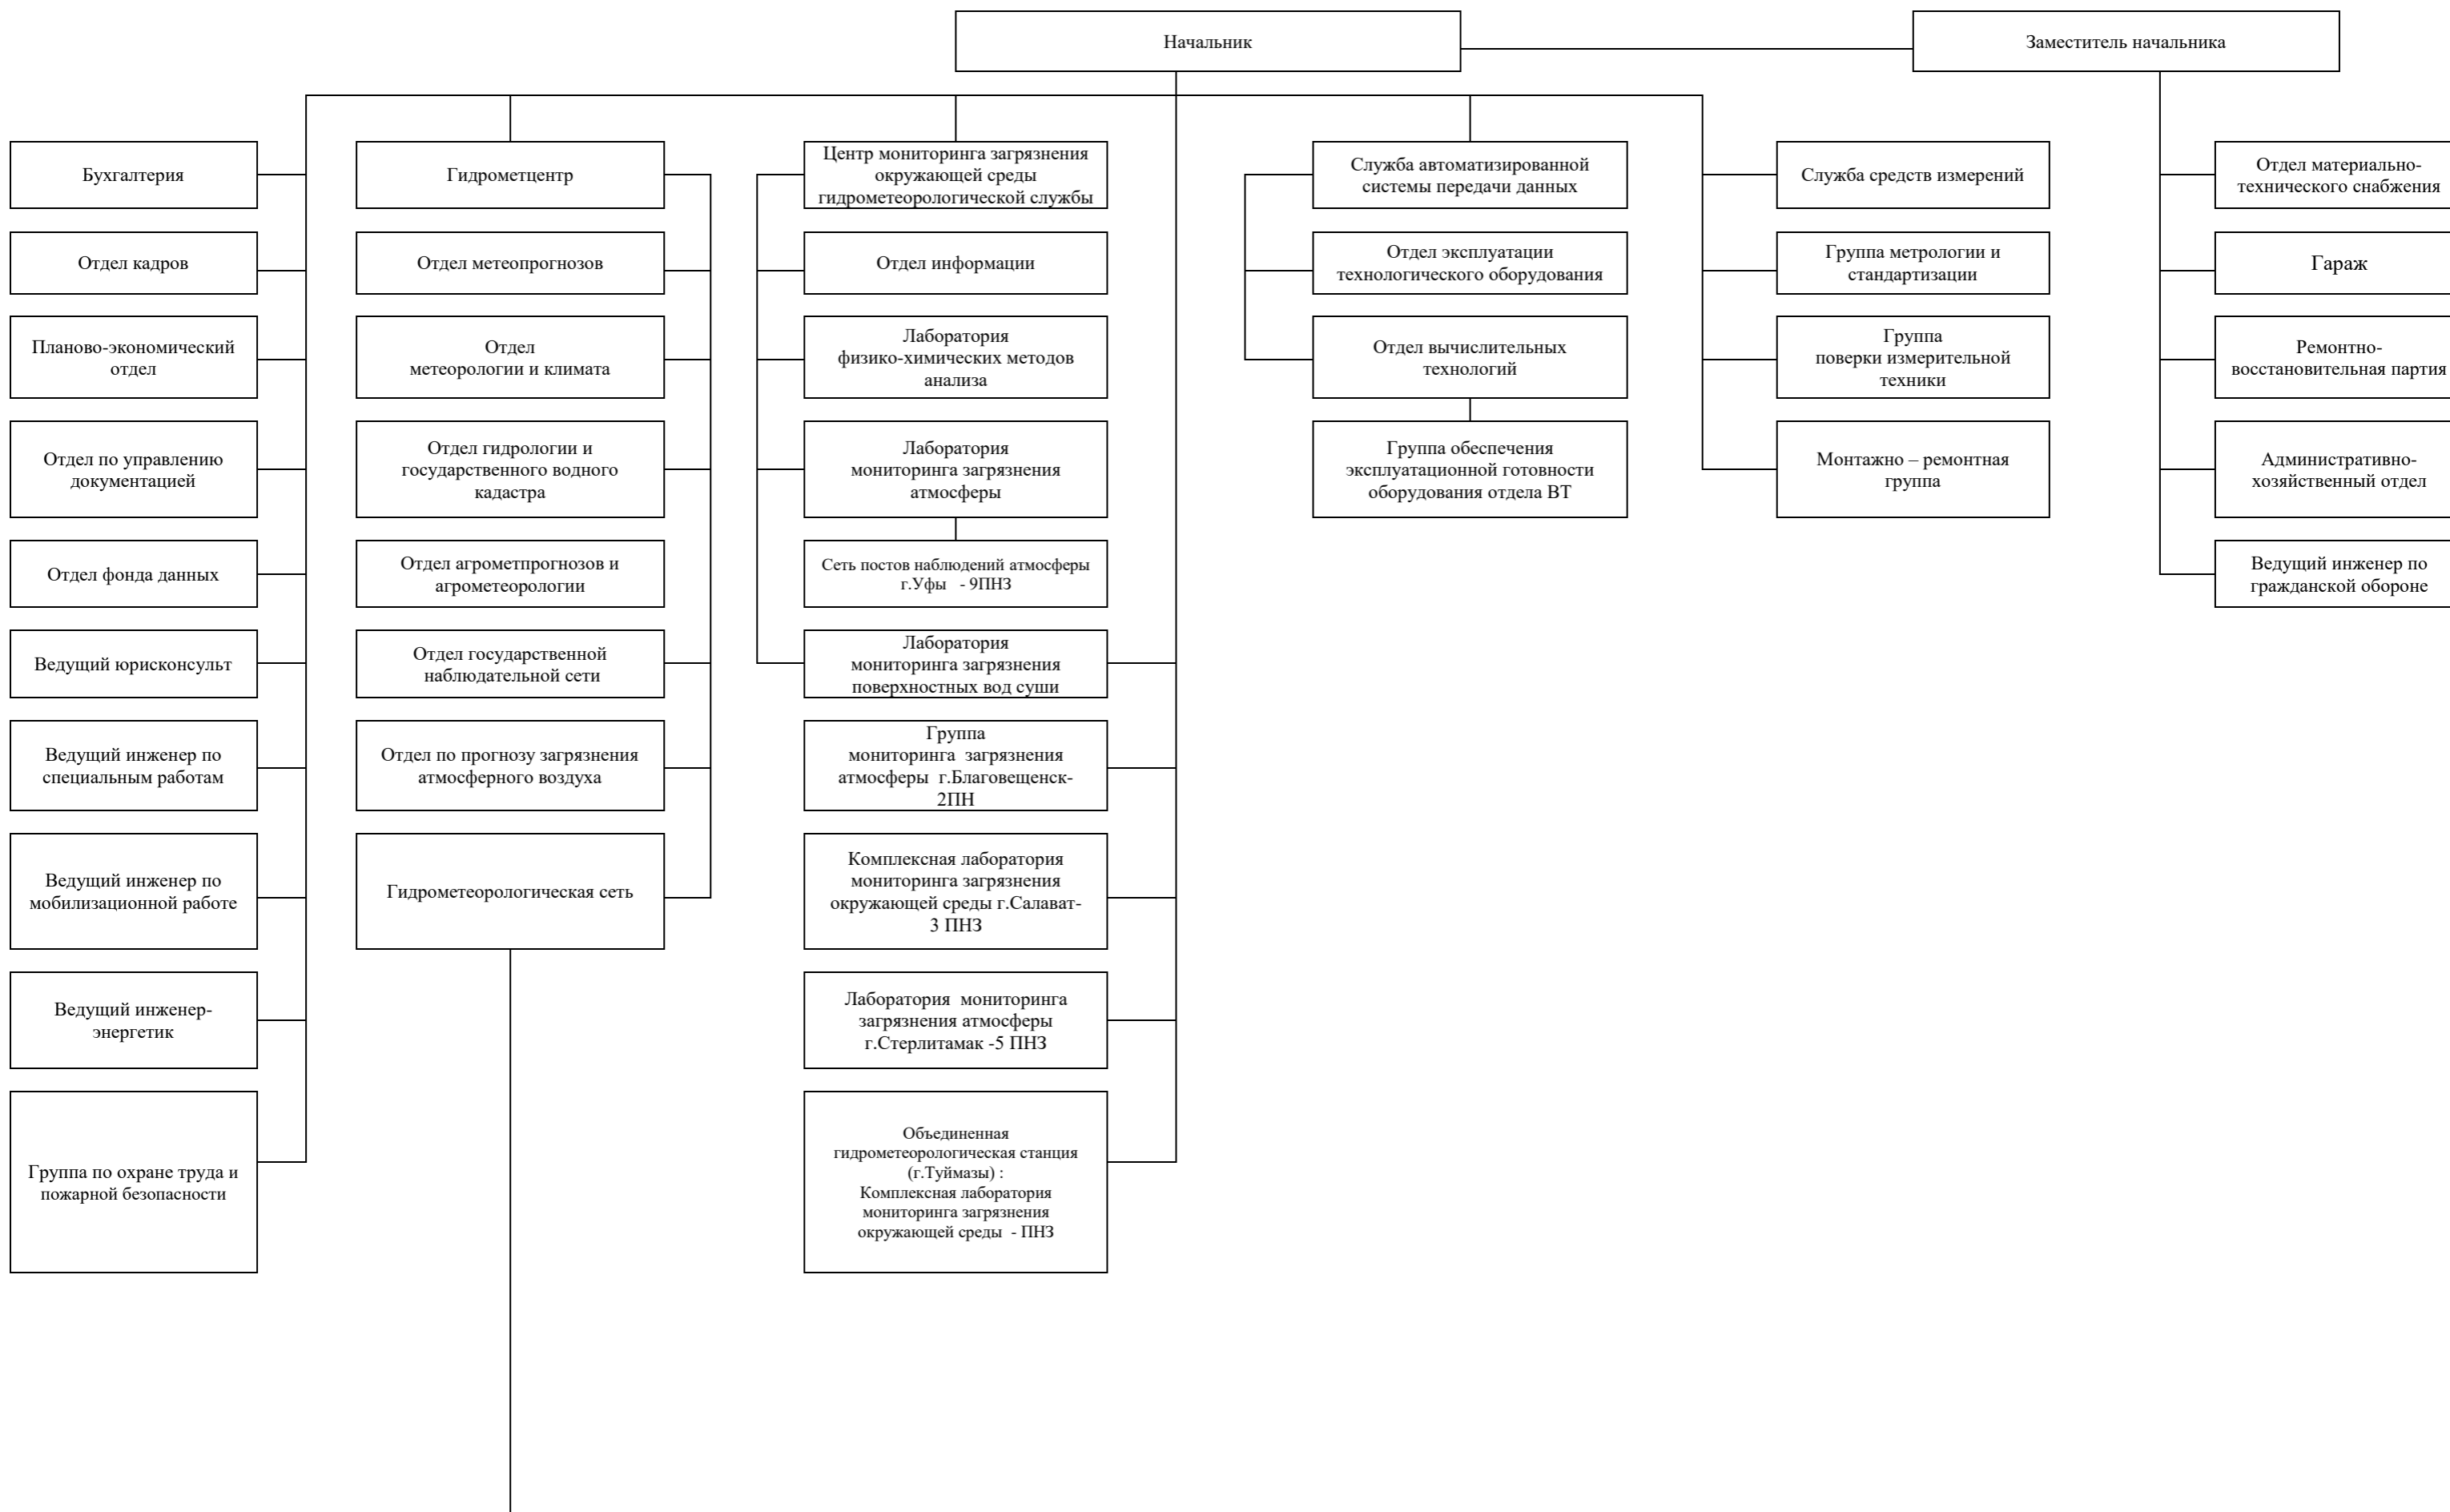 Начальник
Заместитель начальника
Бухгалтерия
Отдел кадров
Планово-экономический
отдел
Отдел по управлению
документацией
Отдел фонда данных
Ведущий юрисконсульт
Ведущий инженер по
специальным работам
Ведущий инженер по
мобилизационной работе
Ведущий инженер-
энергетик
Группа по охране труда и
пожарной безопасности
Гидрометцентр
Отдел метеопрогнозов
Отдел
метеорологии и климата
Отдел гидрологии и
государственного водного
кадастра
Отдел агрометпрогнозов и
агрометеорологии
Отдел государственной
наблюдательной сети
Отдел по прогнозу загрязнения
атмосферного воздуха
Гидрометеорологическая сеть
Центр мониторинга загрязнения
окружающей среды
гидрометеорологической службы
Отдел информации
Лаборатория
физико-химических методов
анализа
Лаборатория
мониторинга загрязнения
атмосферы
Сеть постов наблюдений атмосферы
г.Уфы - 9ПНЗ
Лаборатория
мониторинга загрязнения
поверхностных вод суши
Группа
мониторинга загрязнения
атмосферы г.Благовещенск-
2ПН
Комплексная лаборатория
мониторинга загрязнения
окружающей среды г.Салават-
3 ПНЗ
Лаборатория мониторинга
загрязнения атмосферы
г.Стерлитамак -5 ПНЗ
Объединенная
гидрометеорологическая станция
(г.Туймазы) :
Комплексная лаборатория
мониторинга загрязнения
окружающей среды - ПНЗ
Служба автоматизированной
системы передачи данных
Отдел эксплуатации
технологического оборудования
Отдел вычислительных
технологий
Группа обеспечения
эксплуатационной готовности
оборудования отдела ВТ
Служба средств измерений
Группа метрологии и
стандартизации
Группа
поверки измерительной
техники
Монтажно – ремонтная
группа
Отдел материально-
технического снабжения
Гараж
Ремонтно-
восстановительная партия
Административно-
хозяйственный отдел
Ведущий инженер по
гражданской обороне